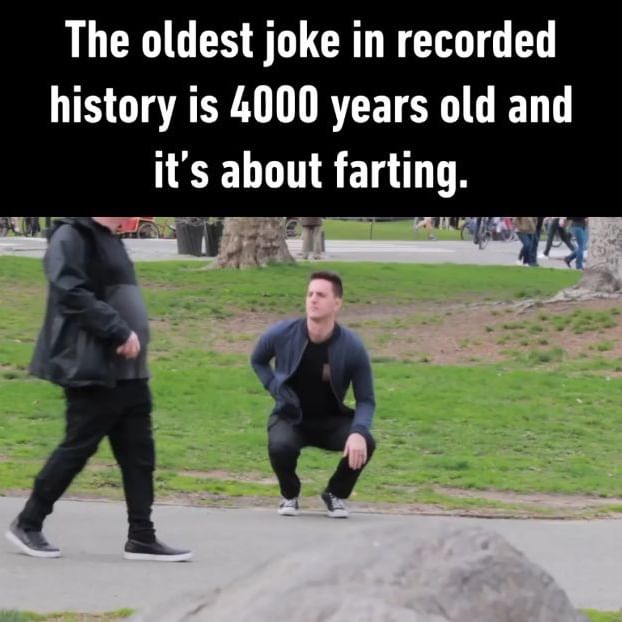 The oldest joke in recorded
history is 4000 years old and
it's about farting.